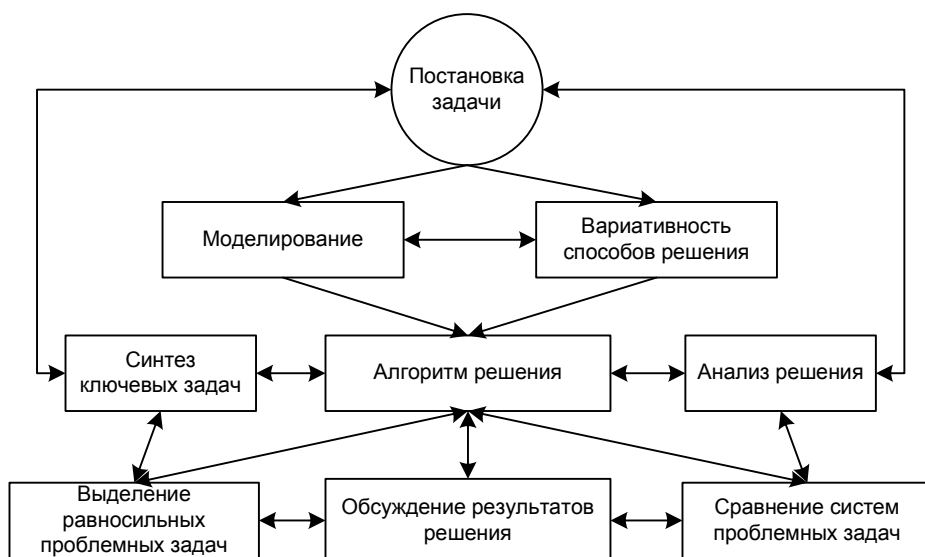 Постановка
задачи
Моделирование
Вариативность
способов решения
Синтез
ключевых задач
Алгоритм решения
Анализ решения
Выделение
равносильных
проблемных задач
Обсуждение результатов
решения
Сравнение систем
проблемных задач